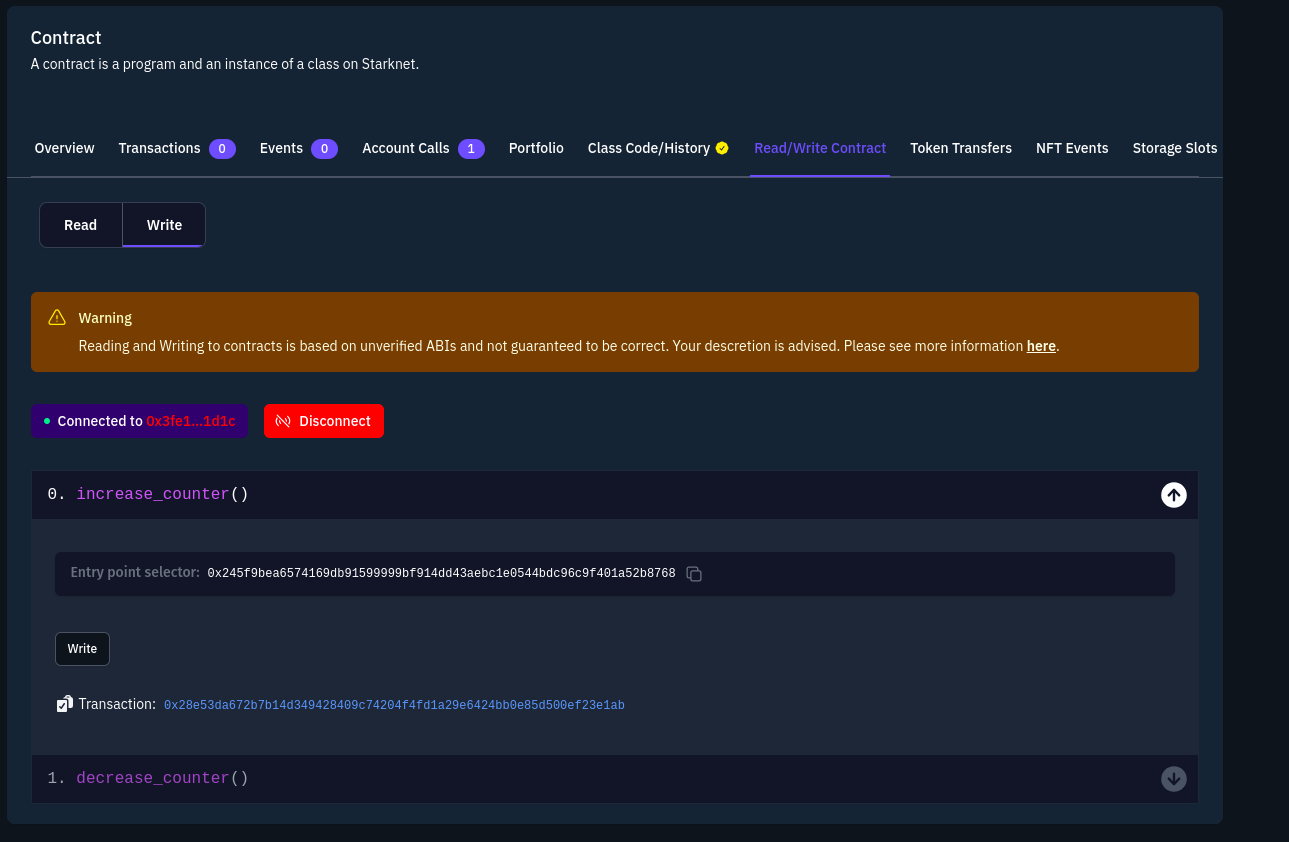 Contract
A contract is a program and an instance of a class on Starknet.
Overview Transactions 0 Events 0 Account Calls 1 Portfolio Class Code/History Read/Write Contract Token Transfers NFT Events Storage Slots
Read Write
Warning
Reading and Writing to contracts is based on unverified ABIs and not guaranteed to be correct. Your descretion is advised. Please see more information here.
Connected to 0x3fe1...1d1c Disconnect
0. increase_counter()
Entry point selector: 0x245f9bea6574169db91599999bf914dd43aebc1e0544bdc96c9f401a52b8768
Write
Transaction: 0x28e53da672b7b14d349428409c74204f4fd1a29e6424bb0e85d500ef23e1ab
1. decrease_counter()